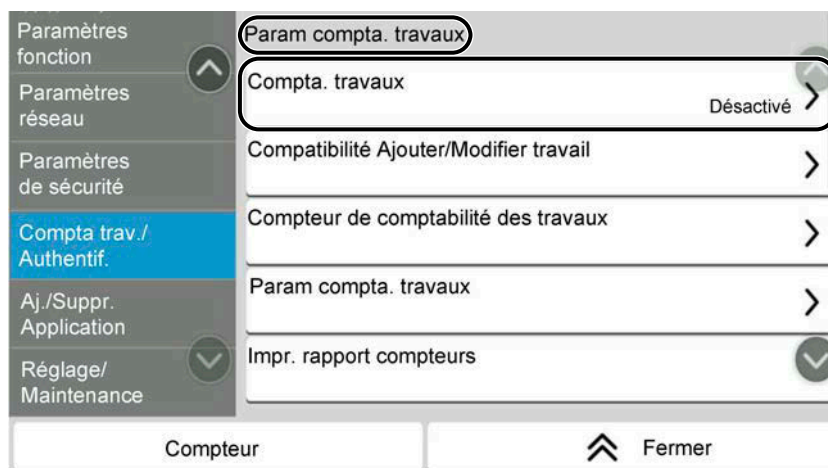 Paramètres
fonction
Paramètres
réseau
Paramètres
de sécurité
Compta trav./
Authentif.
Aj./Suppr.
Application
Réglage/
Maintenance
Param compta. travaux
Compta. travaux
Désactivé
Compatibilité Ajouter/Modifier travail
Compteur de comptabilité des travaux
Param compta. travaux
Impr. rapport compteurs
Compteur
Fermer